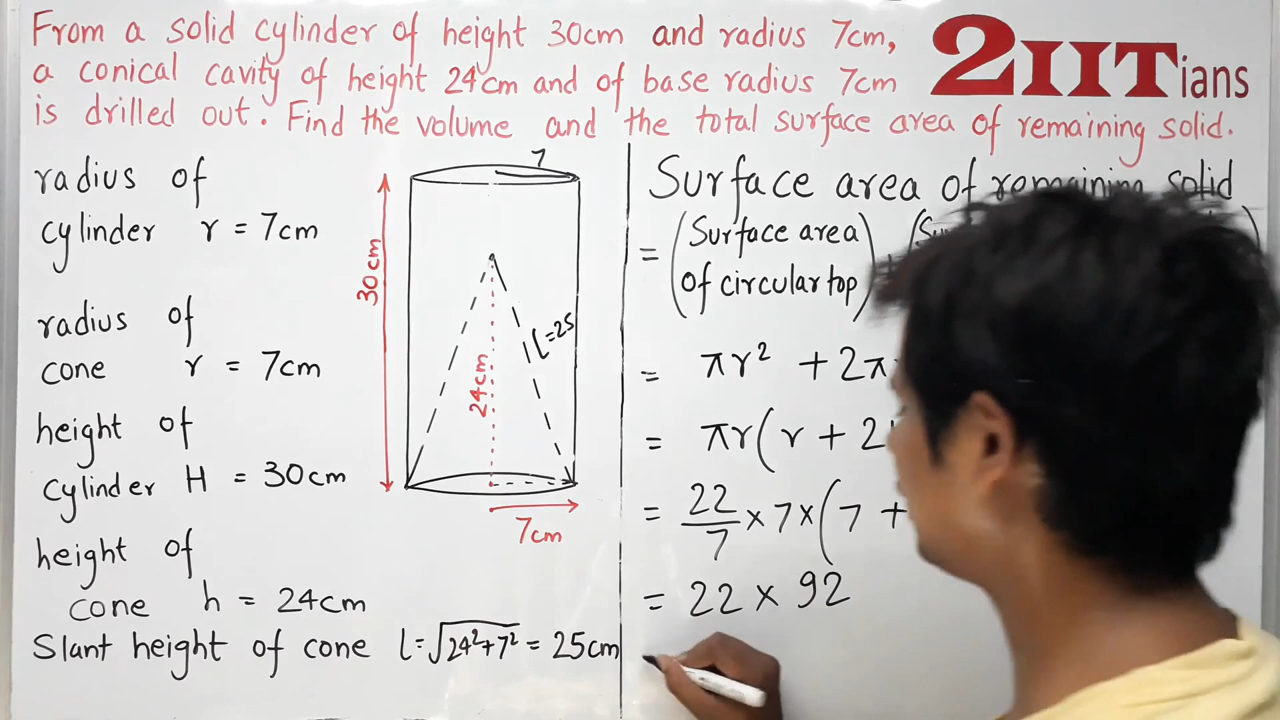 From a solid cylinder of height 30cm and radius 7cm,
a conical cavity of height 24cm and of base radius 7cm
is drilled out. Find the volume and the total surface area of remaining solid.
2IITians
radius of
cylinder r = 7cm
radius of
cone r = 7cm
height of
cylinder H = 30cm
height of
cone h = 24cm
Slant height of cone l = √24²+7² = 25cm
7
30cm
l=25
24cm
7cm
Surface area of remaining solid
= (Surface area
of circular top)
= πr² + 2π
= πr(r + 2
= 22/7 × 7 × (7 +
= 22 × 92